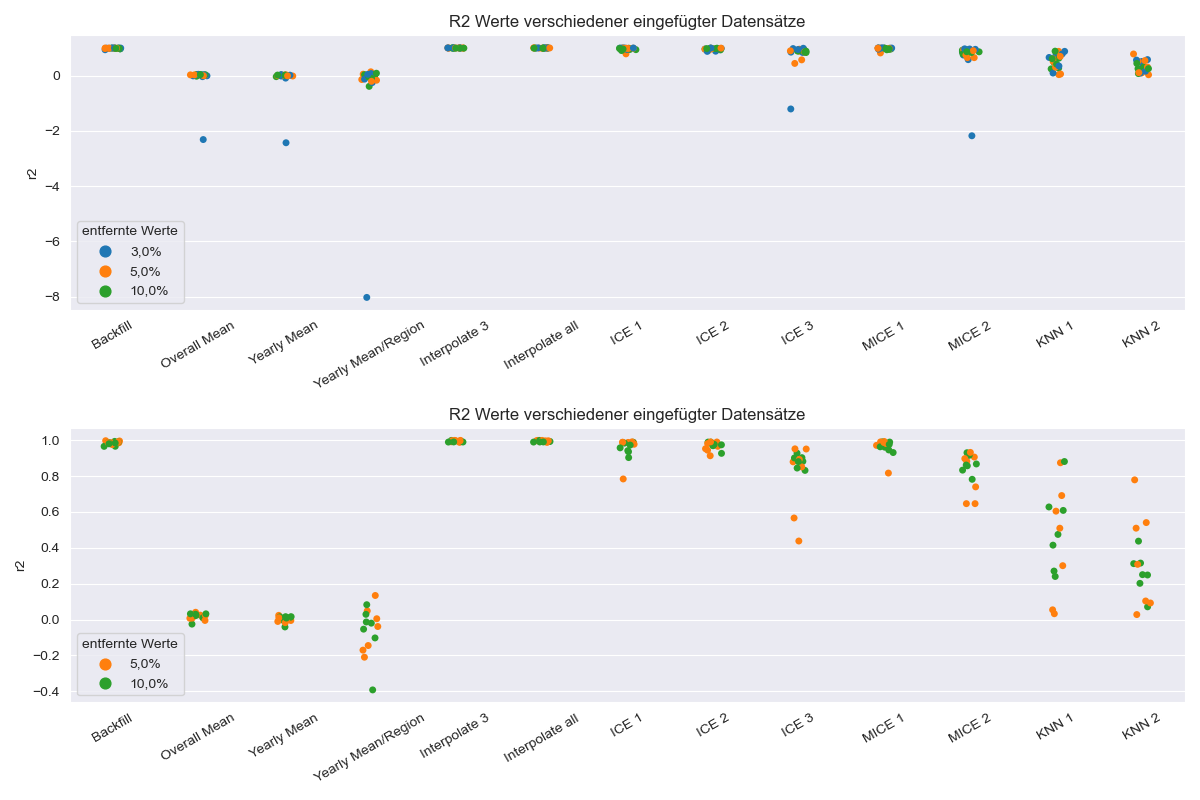 R2 Werte verschiedener eingefügter Datensätze
r2
0
−2
−4
−6
−8
entfernte Werte
3,0%
5,0%
10,0%
Backfill
Overall Mean
Yearly Mean
Yearly Mean/Region
Interpolate 3
Interpolate all
ICE 1
ICE 2
ICE 3
MICE 1
MICE 2
KNN 1
KNN 2
R2 Werte verschiedener eingefügter Datensätze
r2
1.0
0.8
0.6
0.4
0.2
0.0
−0.2
−0.4
entfernte Werte
5,0%
10,0%
Backfill
Overall Mean
Yearly Mean
Yearly Mean/Region
Interpolate 3
Interpolate all
ICE 1
ICE 2
ICE 3
MICE 1
MICE 2
KNN 1
KNN 2